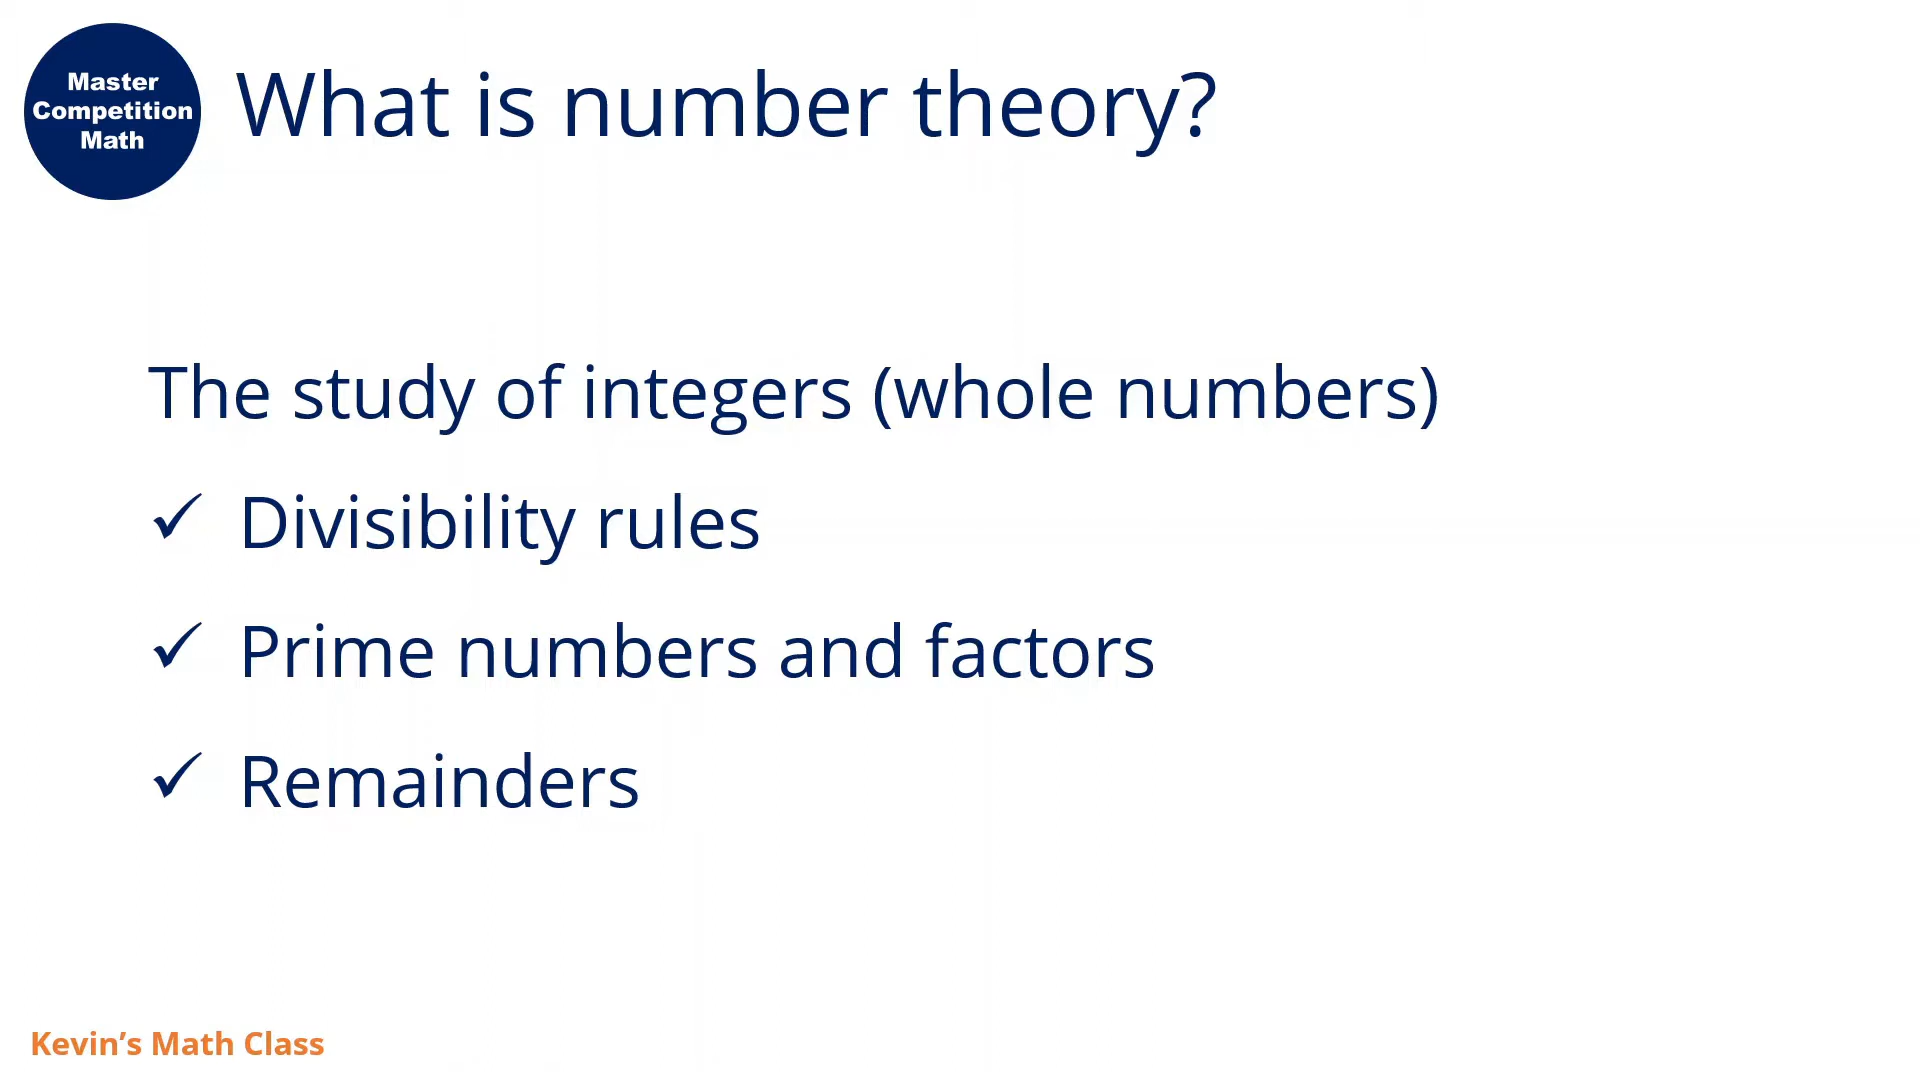 Master
Competition
Math
What is number theory?
The study of integers (whole numbers)
✓ Divisibility rules
✓ Prime numbers and factors
✓ Remainders
Kevin’s Math Class